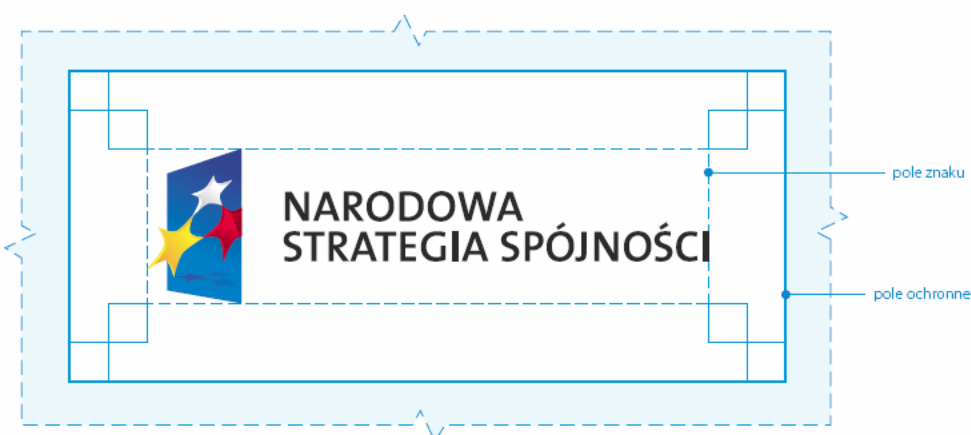 pole znaku
NARODOWA
STRATEGIA SPÓJNOŚCI
pole ochronne